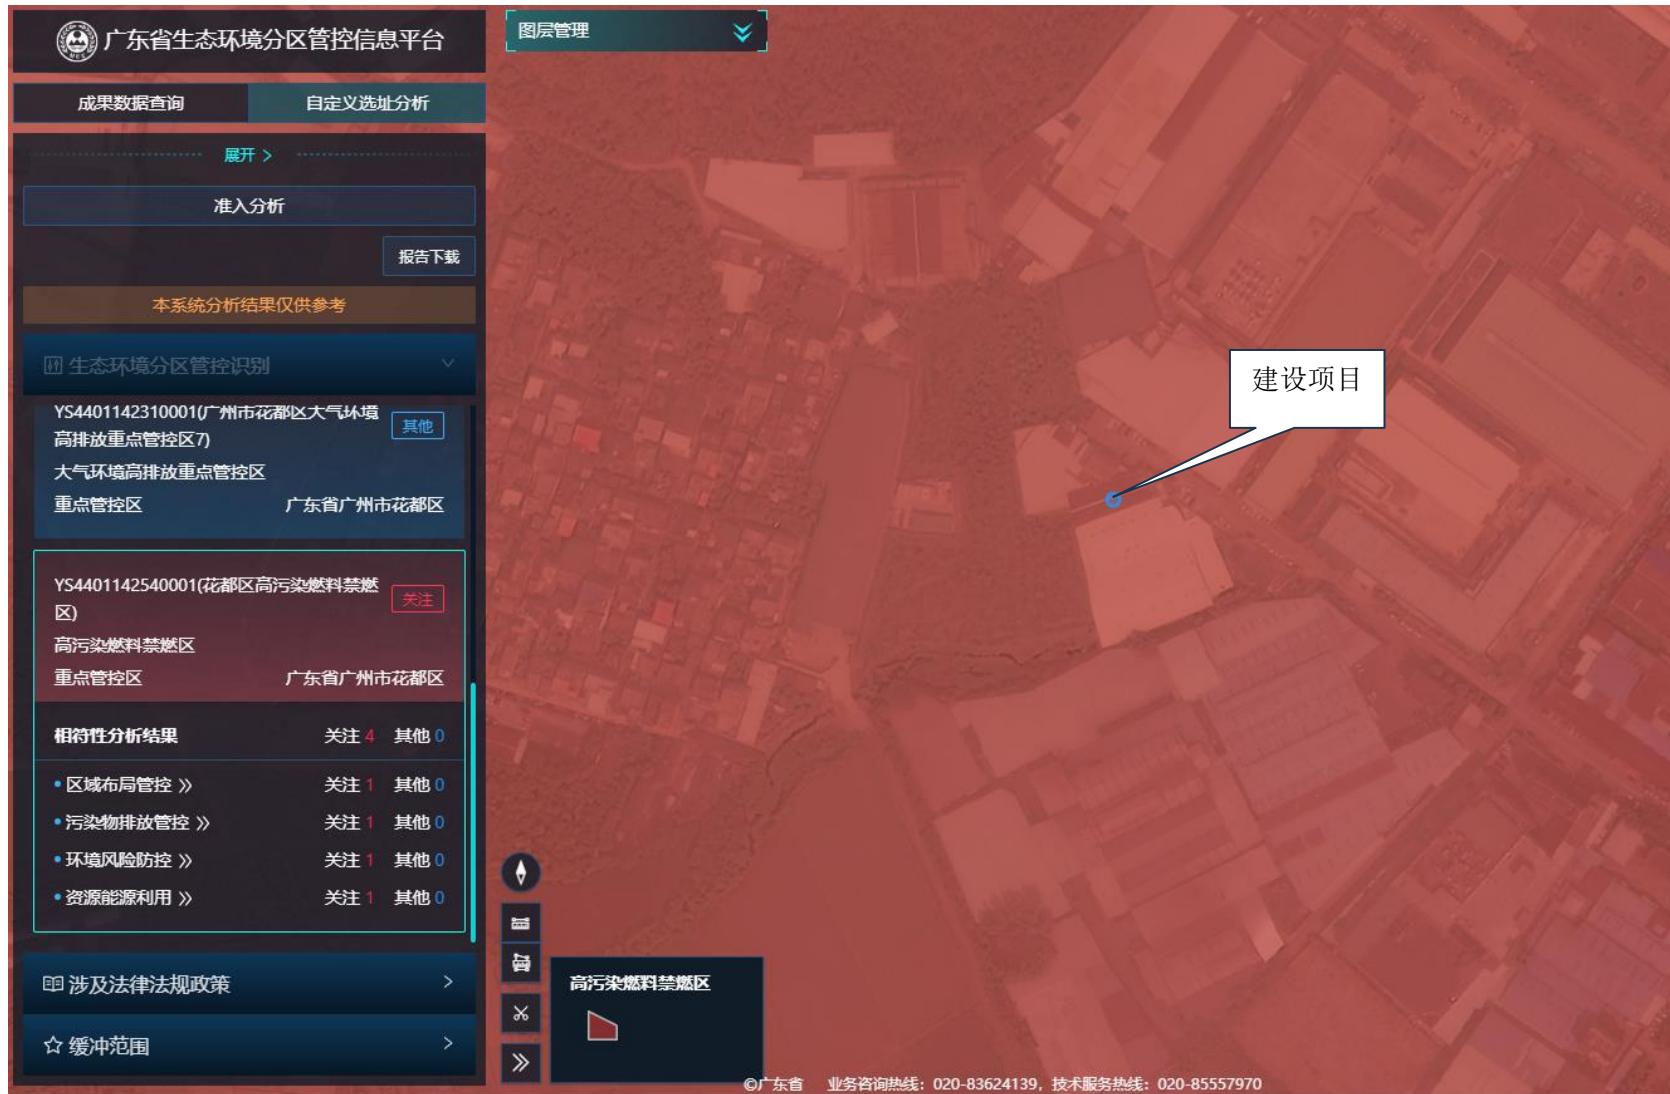 广东省生态环境分区管控信息平台
成果数据查询 自定义选址分析
展开 >
准入分析
报告下载
本系统分析结果仅供参考
生态环境分区管控识别
YS4401142310001(广州市花都区大气环境
高排放重点管控区7)
其他
大气环境高排放重点管控区
重点管控区 广东省广州市花都区
YS4401142540001(花都区高污染燃料禁燃
区)
关注
高污染燃料禁燃区
重点管控区 广东省广州市花都区
相符性分析结果 关注 4 其他 0
• 区域布局管控 » 关注 1 其他 0
• 污染物排放管控 » 关注 1 其他 0
• 环境风险防控 » 关注 1 其他 0
• 资源能源利用 » 关注 1 其他 0
涉及法律法规政策 >
缓冲范围 >
图层管理
建设项目
高污染燃料禁燃区
©广东省 业务咨询热线：020-83624139, 技术服务热线：020-85557970